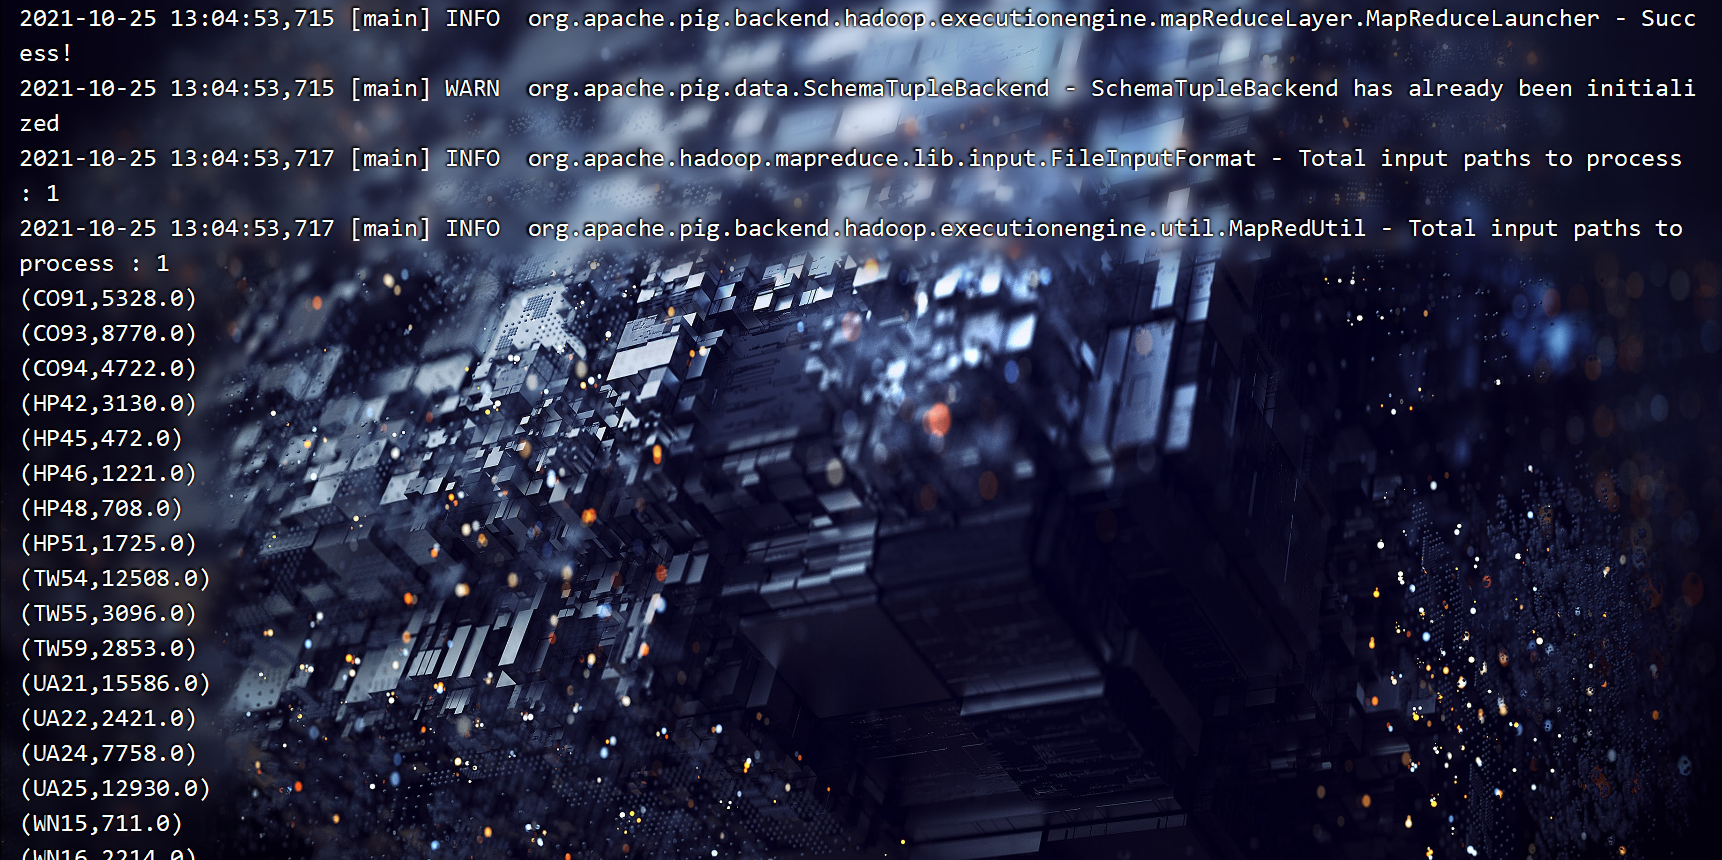 2021-10-25 13:04:53,715 [main] INFO  org.apache.pig.backend.hadoop.executionengine.mapReduceLayer.MapReduceLauncher - Succ
ess!
2021-10-25 13:04:53,715 [main] WARN  org.apache.pig.data.SchemaTupleBackend - SchemaTupleBackend has already been initiali
zed
2021-10-25 13:04:53,717 [main] INFO  org.apache.hadoop.mapreduce.lib.input.FileInputFormat - Total input paths to process
: 1
2021-10-25 13:04:53,717 [main] INFO  org.apache.pig.backend.hadoop.executionengine.util.MapRedUtil - Total input paths to
process : 1
(CO91,5328.0)
(CO93,8770.0)
(CO94,4722.0)
(HP42,3130.0)
(HP45,472.0)
(HP46,1221.0)
(HP48,708.0)
(HP51,1725.0)
(TW54,12508.0)
(TW55,3096.0)
(TW59,2853.0)
(UA21,15586.0)
(UA22,2421.0)
(UA24,7758.0)
(UA25,12930.0)
(WN15,711.0)
(WN16,2214.0)